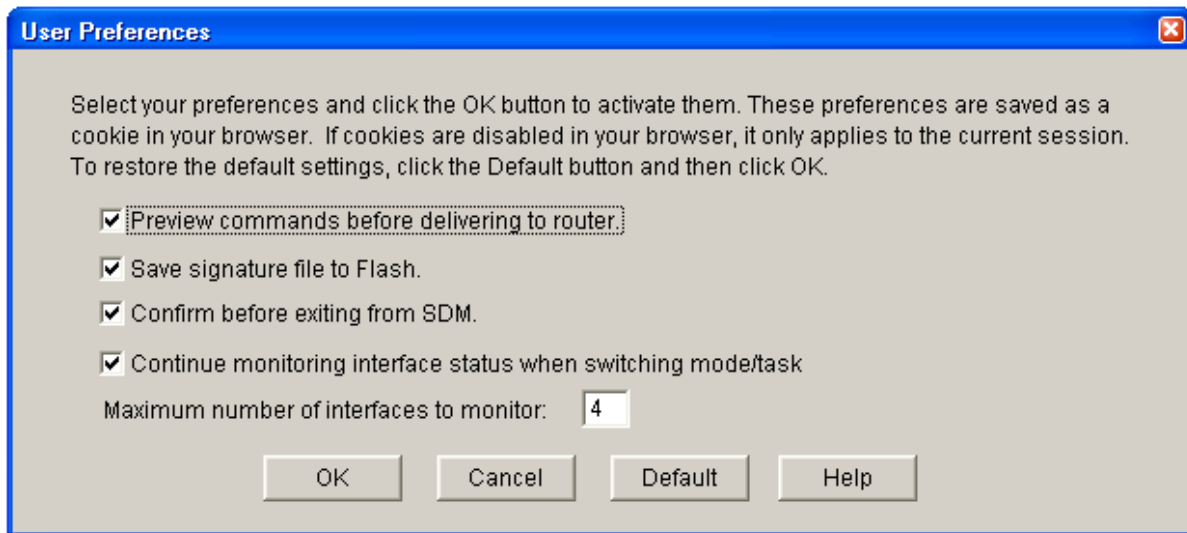 User Preferences
Select your preferences and click the OK button to activate them. These preferences are saved as a
cookie in your browser.  If cookies are disabled in your browser, it only applies to the current session.
To restore the default settings, click the Default button and then click OK.
Preview commands before delivering to router.
Save signature file to Flash.
Confirm before exiting from SDM.
Continue monitoring interface status when switching mode/task
Maximum number of interfaces to monitor: 4
OK Cancel Default Help